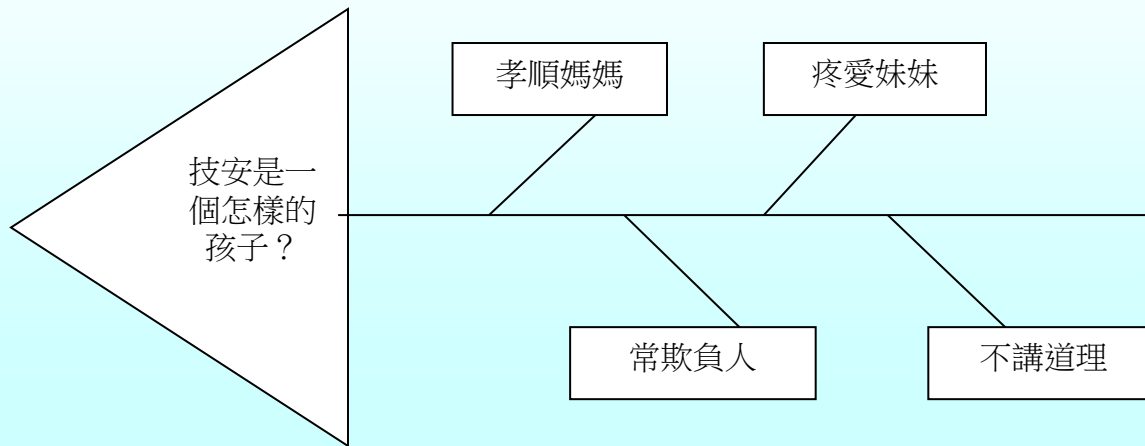 孝順媽媽
疼愛妹妹
技安是一
個怎樣的
孩子？
常欺負人
不講道理